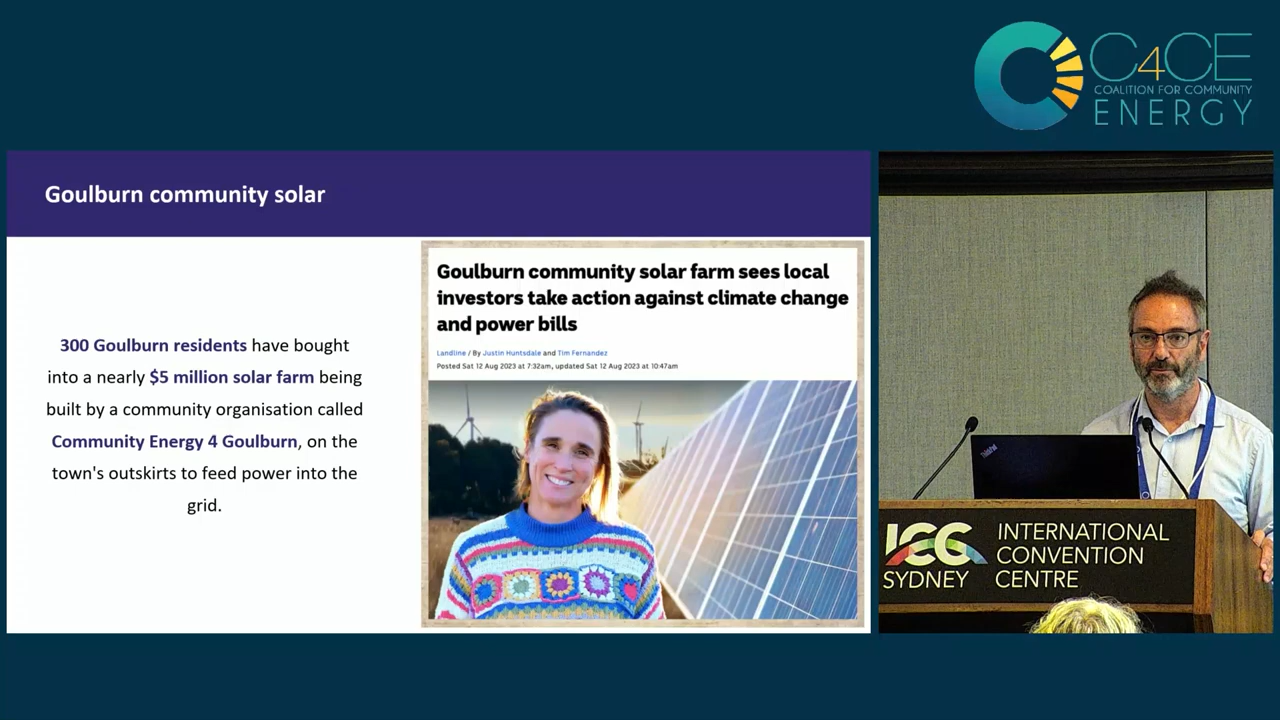 C4CE
COALITION FOR COMMUNITY
ENERGY
Goulburn community solar
300 Goulburn residents have bought
into a nearly $5 million solar farm being
built by a community organisation called
Community Energy 4 Goulburn, on the
town's outskirts to feed power into the
grid.
Goulburn community solar farm sees local
investors take action against climate change
and power bills
Landline / By Justin Huntsdale and Tim Fernandez
Posted Sat 12 Aug 2023 at 7:32am, updated Sat 12 Aug 2023 at 10:47am
ThinkPad
ICC
SYDNEY
INTERNATIONAL
CONVENTION
CENTRE